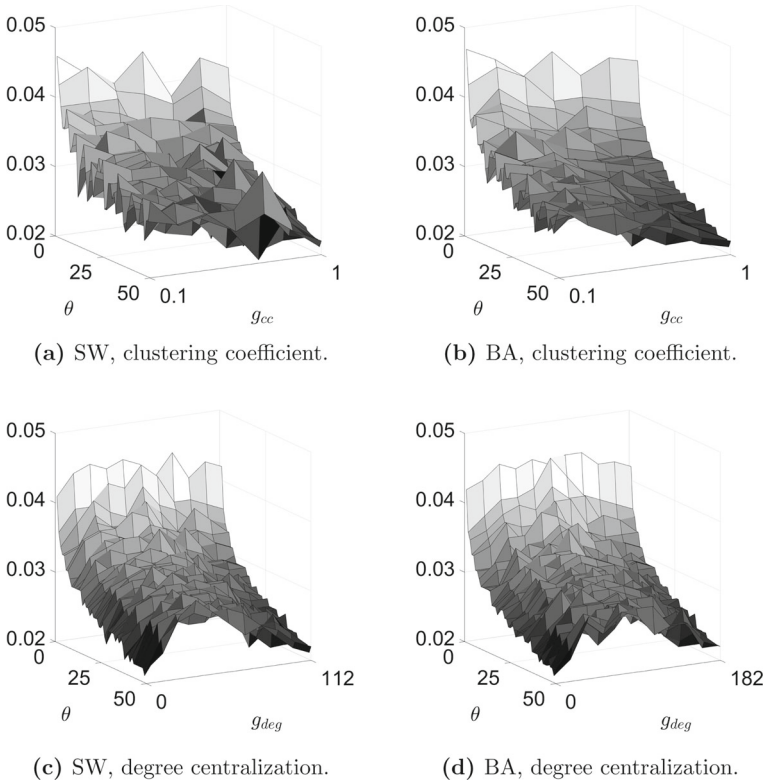 0.05 0.05
0.04 0.04
0.03 0.03
0.02 0.02
0 0
25 1 25 1
50 0.1 50 0.1
θ g_cc θ g_cc
(a) SW, clustering coefficient. (b) BA, clustering coefficient.
0.05 0.05
0.04 0.04
0.03 0.03
0.02 0.02
0 0
25 112 25 182
50 0 50 0
θ g_deg θ g_deg
(c) SW, degree centralization. (d) BA, degree centralization.